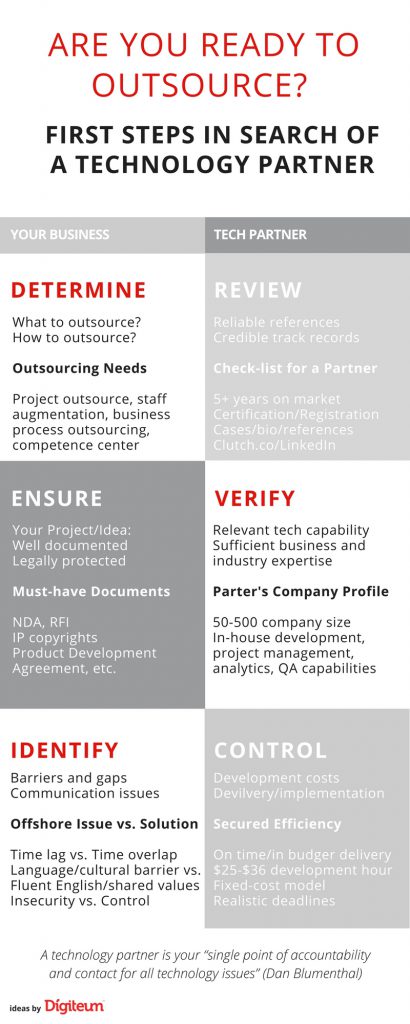 ARE YOU READY TO
OUTSOURCE?
FIRST STEPS IN SEARCH OF
A TECHNOLOGY PARTNER
YOUR BUSINESS
TECH PARTNER
DETERMINE
What to outsource?
How to outsource?
Outsourcing Needs
Project outsource, staff
augmentation, business
process outsourcing,
competence center
REVIEW
Reliable references
Credible track records
Check-list for a Partner
5+ years on market
Certification/Registration
Cases/bio/references
Clutch.co/LinkedIn
ENSURE
Your Project/Idea:
Well documented
Legally protected
Must-have Documents
NDA, RFI
IP copyrights
Product Development
Agreement, etc.
VERIFY
Relevant tech capability
Sufficient business and
industry expertise
Parter's Company Profile
50-500 company size
In-house development,
project management,
analytics, QA capabilities
IDENTIFY
Barriers and gaps
Communication issues
Offshore Issue vs. Solution
Time lag vs. Time overlap
Language/cultural barrier vs.
Fluent English/shared values
Insecurity vs. Control
CONTROL
Development costs
Devilvery/implementation
Secured Efficiency
On time/in budget delivery
$25-$36 development hour
Fixed-cost model
Realistic deadlines
A technology partner is your “single point of accountability
and contact for all technology issues” (Dan Blumenthal)
ideas by Digiteum